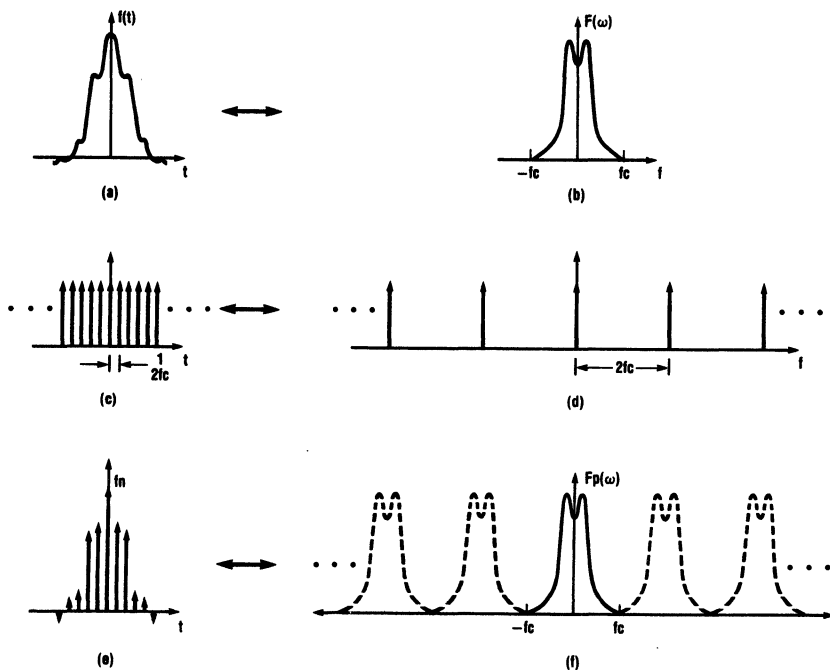 f(t)
t
(a)
F(ω)
−fc
fc
f
(b)
• • •
• • • •
t
1
2fc
(c)
• • •
• • • •
2fc
f
(d)
fn
t
(e)
Fp(ω)
• • •
• • • •
−fc
fc
f
(f)